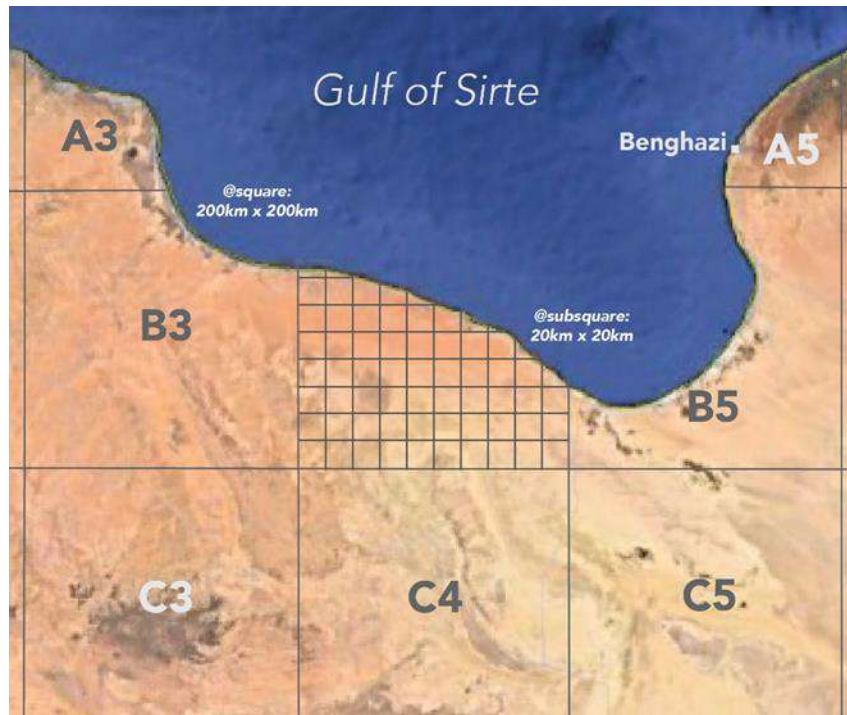 Gulf of Sirte
A3
Benghazi
A5
@square:
200km x 200km
B3
@subsquare:
20km x 20km
B5
C3
C4
C5